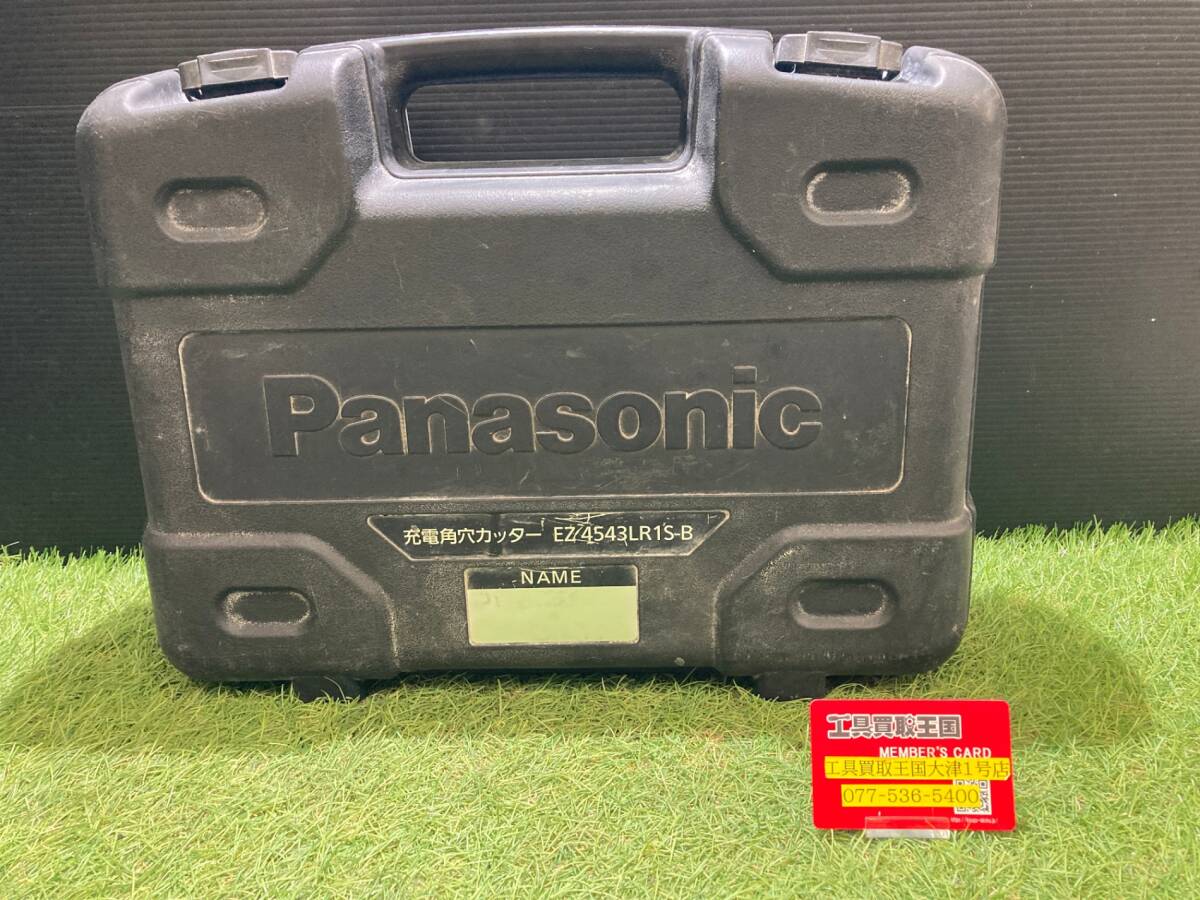 Panasonic
充電角穴カッター EZ4543LR1S-B
NAME
工具買取王国
MEMBER'S CARD
工具買取王国大津1号店
077-536-5400